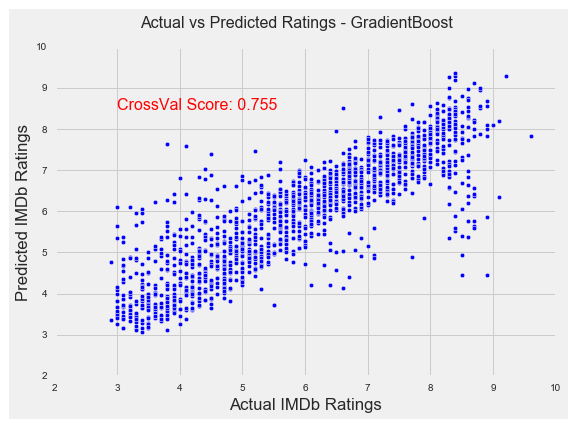 Actual vs Predicted Ratings - GradientBoost
10
9
CrossVal Score: 0.755
8
7
6
5
4
3
2
Predicted IMDb Ratings
2 3 4 5 6 7 8 9 10
Actual IMDb Ratings